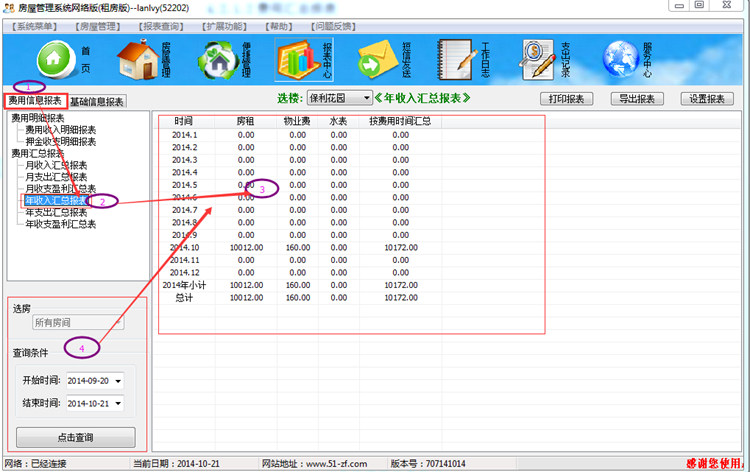 房屋管理系统网络版(租房版)--lanlvy(52202)
【系统菜单】 【房屋管理】 【报表查询】 【扩展功能】 【帮助】 【问题反馈】
首页 房屋管理 便捷管理 报表中心 短信发送 工作日志 支出记录 服务中心
1
费用信息报表 基础信息报表
选楼: 保利花园 《年收入汇总报表》 打印报表 导出报表 设置报表
费用明细报表
费用收入明细报表
押金收支明细报表
费用汇总报表
月收入汇总报表
月支出汇总报表
月收支盈利汇总表
年收入汇总报表 2
年支出汇总报表
年收支盈利汇总表
时间 房租 物业费 水表 按费用时间汇总
2014.1 0.00 0.00 0.00 0.00
2014.2 0.00 0.00 0.00 0.00
2014.3 0.00 0.00 0.00 0.00
2014.4 0.00 0.00 0.00 0.00
2014.5 0.00 3 0.00 0.00 0.00
2014.6 0.00 0.00 0.00 0.00
2014.7 0.00 0.00 0.00 0.00
2014.8 0.00 0.00 0.00 0.00
2014.9 0.00 0.00 0.00 0.00
2014.10 10012.00 160.00 0.00 10172.00
2014.11 0.00 0.00 0.00 0.00
2014.12 0.00 0.00 0.00 0.00
2014年小计 10012.00 160.00 0.00 10172.00
总计 10012.00 160.00 0.00 10172.00
选房
所有房间
4
查询条件
开始时间: 2014-09-20
结束时间: 2014-10-21
点击查询
网络：已经连接 当前日期：2014-10-21 网站地址：www.51-zf.com 版本号：707141014 感谢您使用